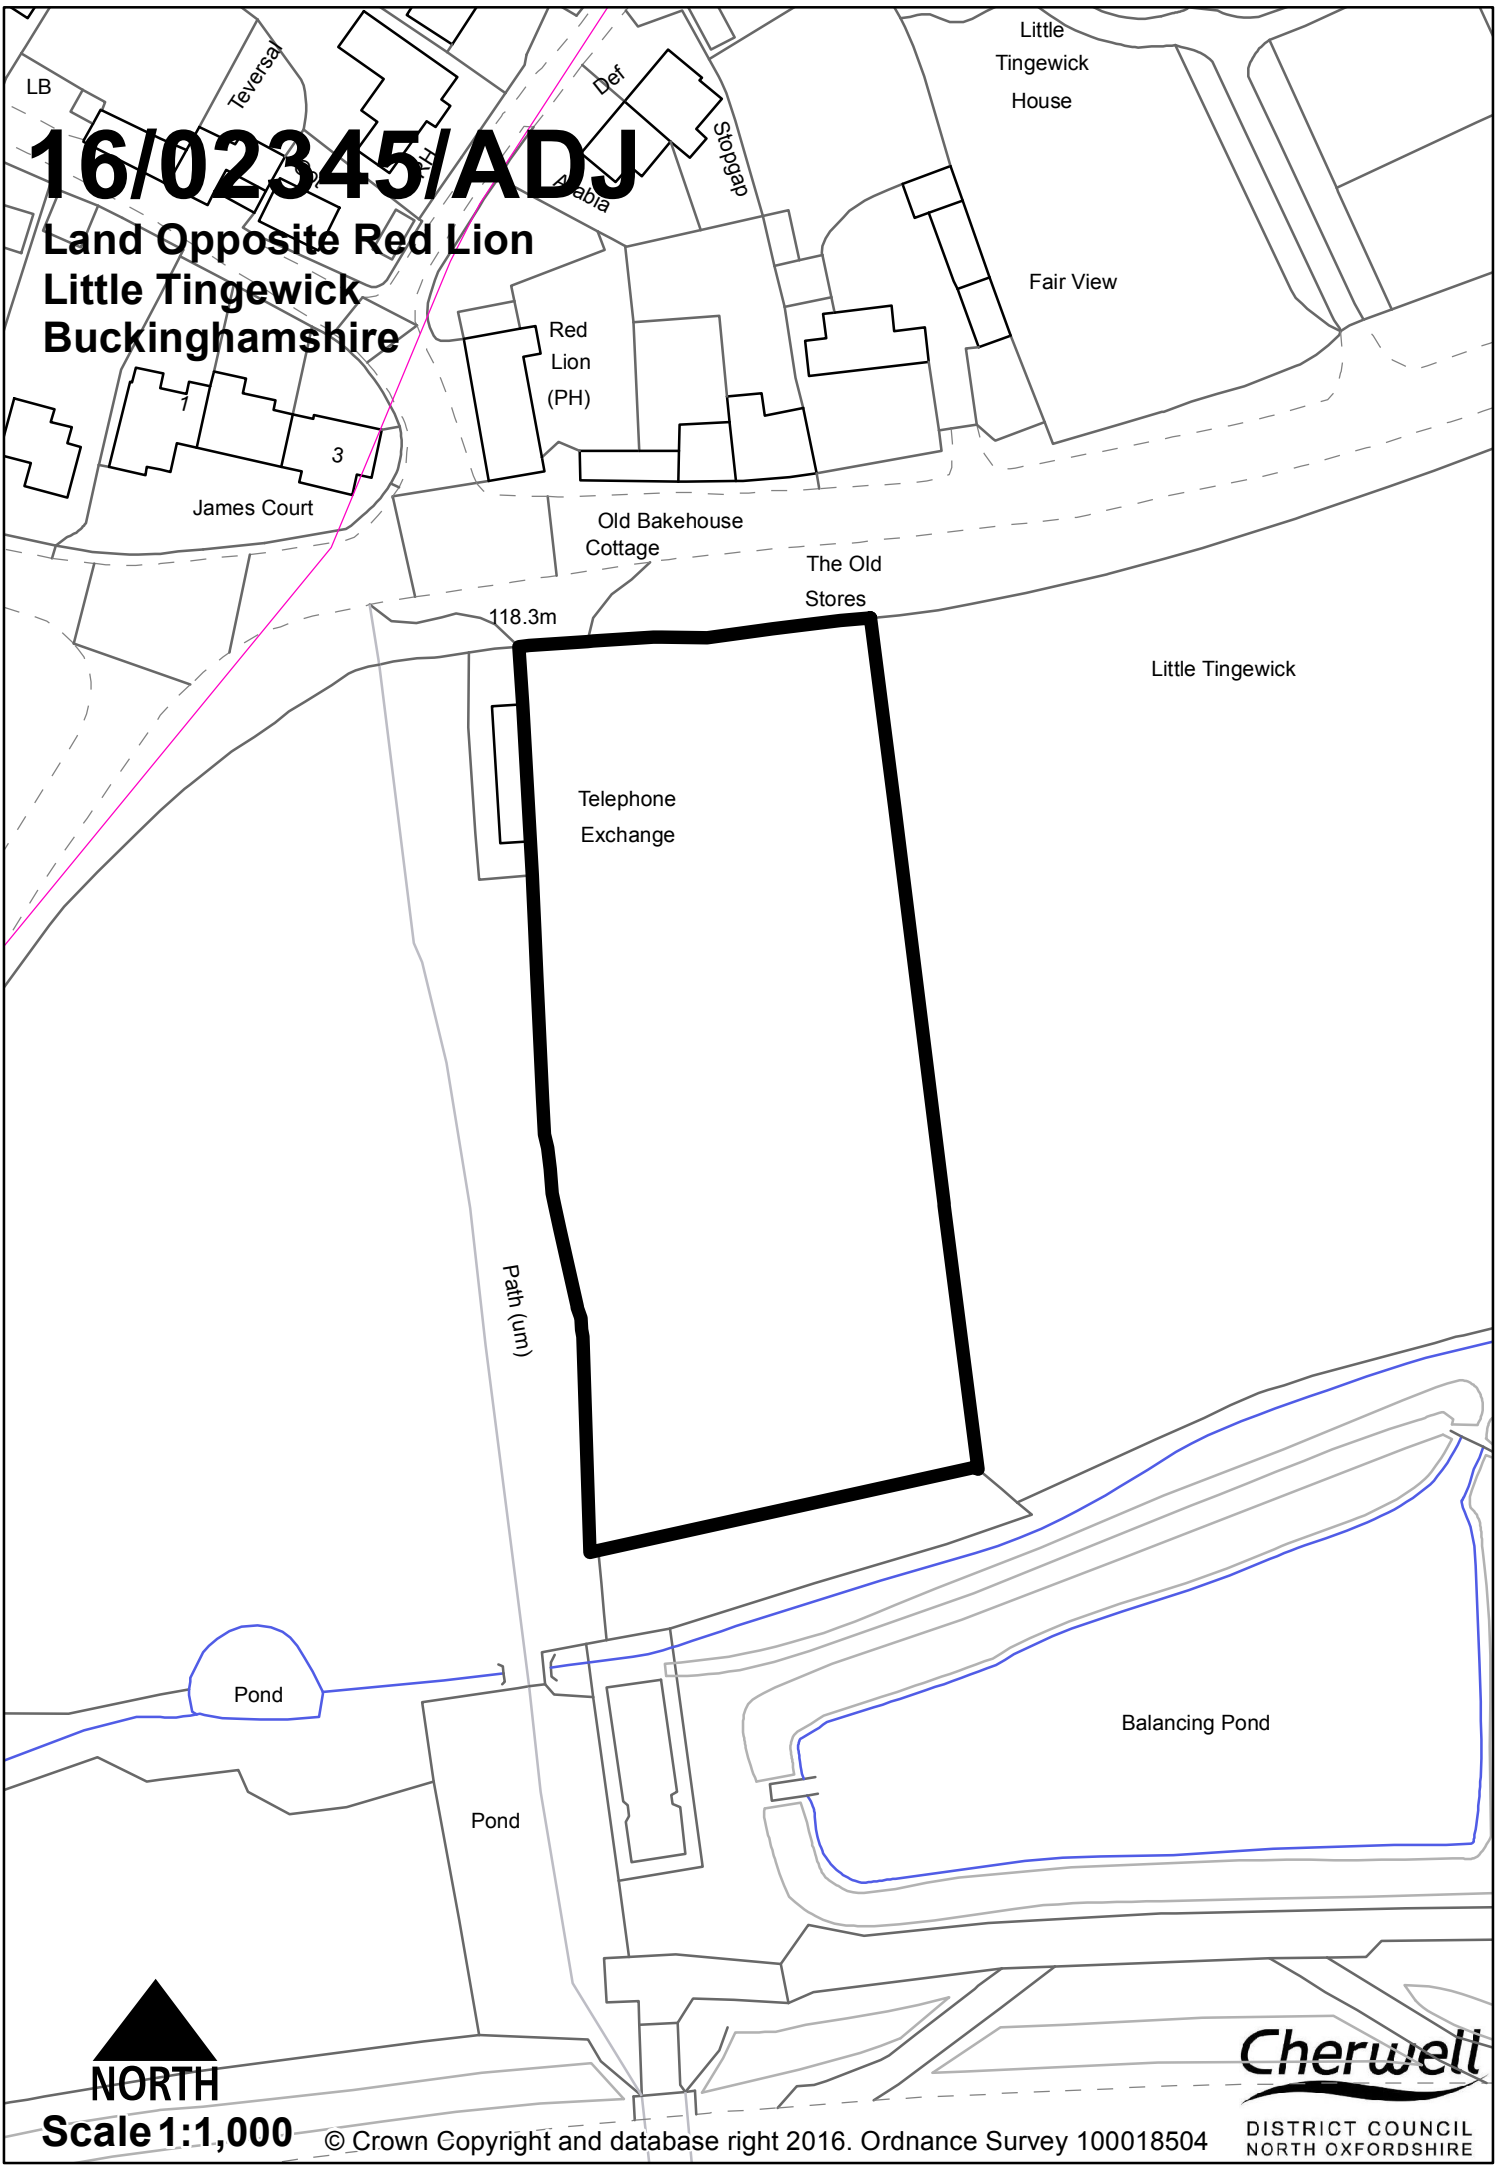 LB
Teversal
Def
Little
Tingewick
House
16/02345/ADJ
RH
Arabia
Stopgap
Land Opposite Red Lion
Little Tingewick
Buckinghamshire
Fair View
Red
Lion
(PH)
1
3
James Court
Old Bakehouse
Cottage
The Old
Stores
118.3m
Little Tingewick
Telephone
Exchange
Path (um)
Pond
Balancing Pond
Pond
NORTH
Scale 1:1,000
© Crown Copyright and database right 2016. Ordnance Survey 100018504
Cherwell
DISTRICT COUNCIL
NORTH OXFORDSHIRE